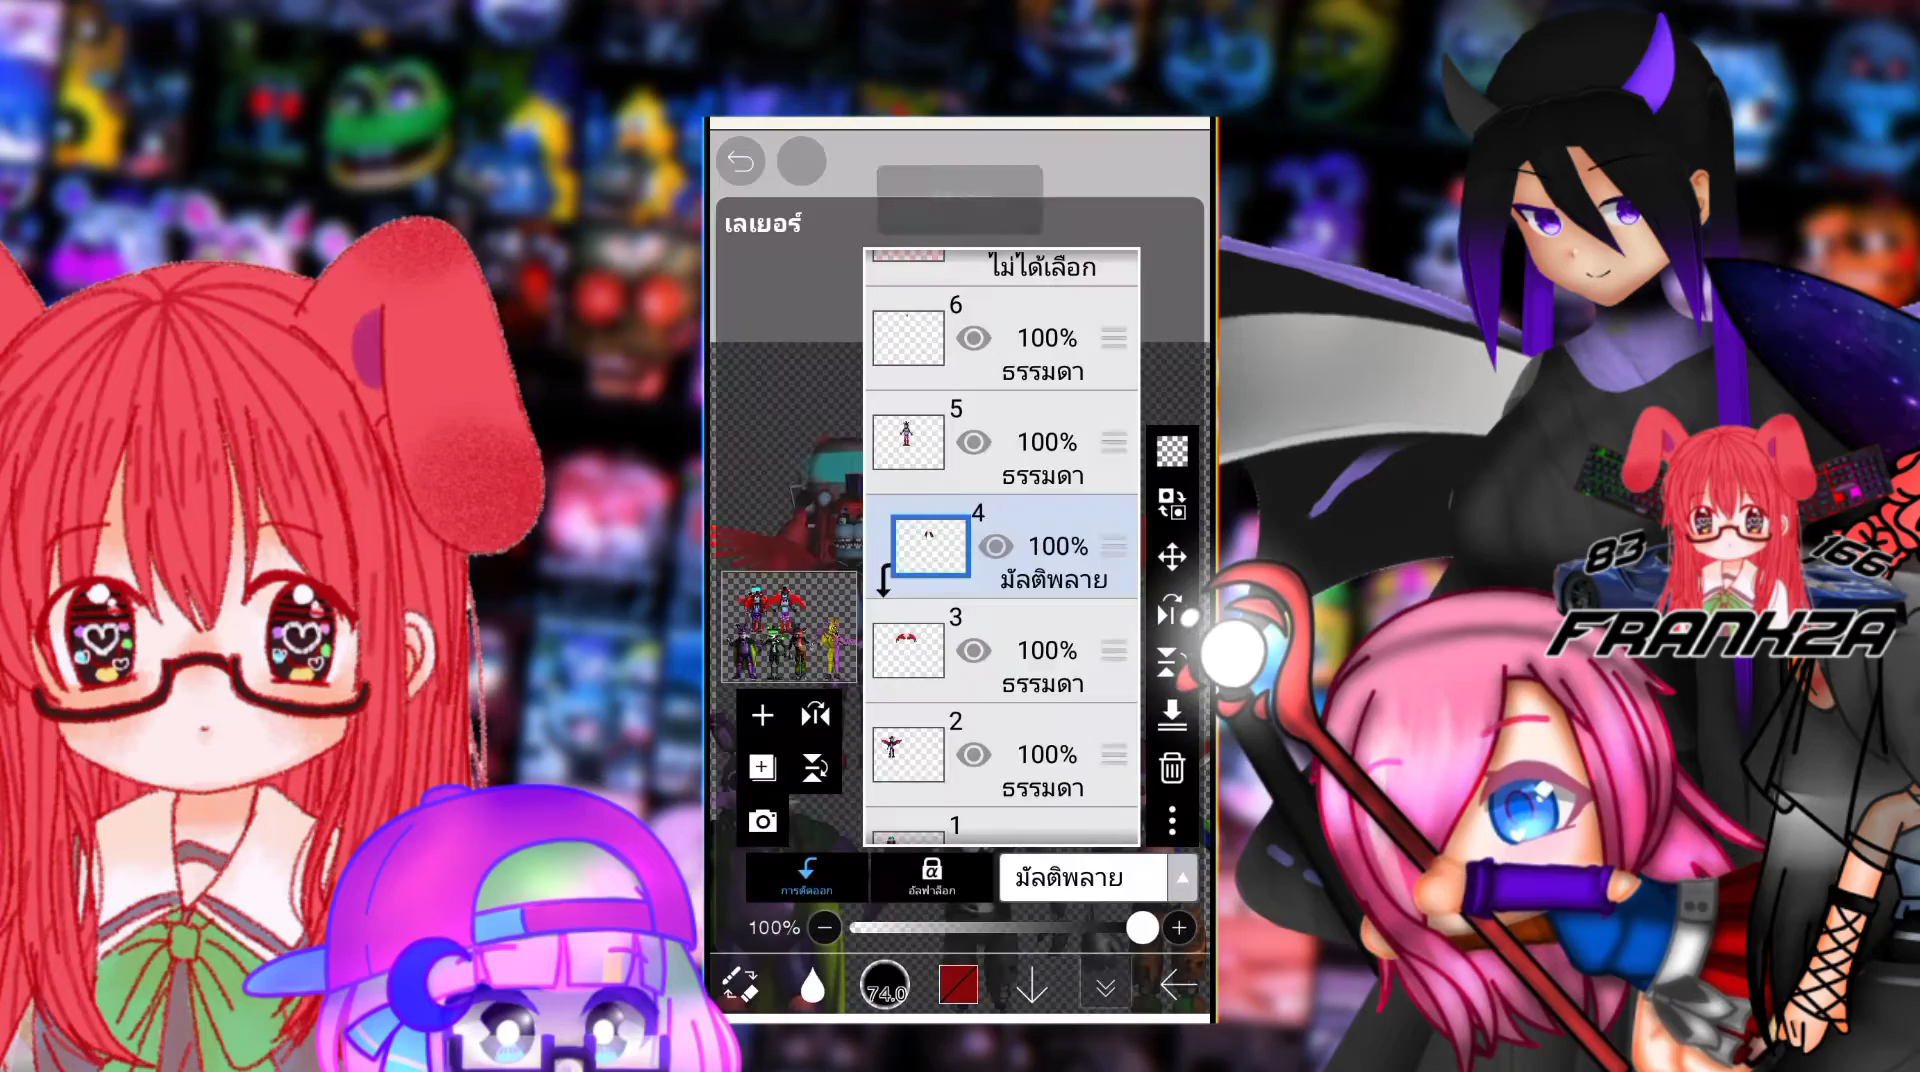 เลเยอร์
ไม่ได้เลือก
6
100%
ธรรมดา
5
100%
ธรรมดา
4
100%
มัลติพลาย
3
100%
ธรรมดา
2
100%
ธรรมดา
1
การตัดออก
อัลฟาล็อก
มัลติพลาย
100%
74.0
83
166
FRANKZA